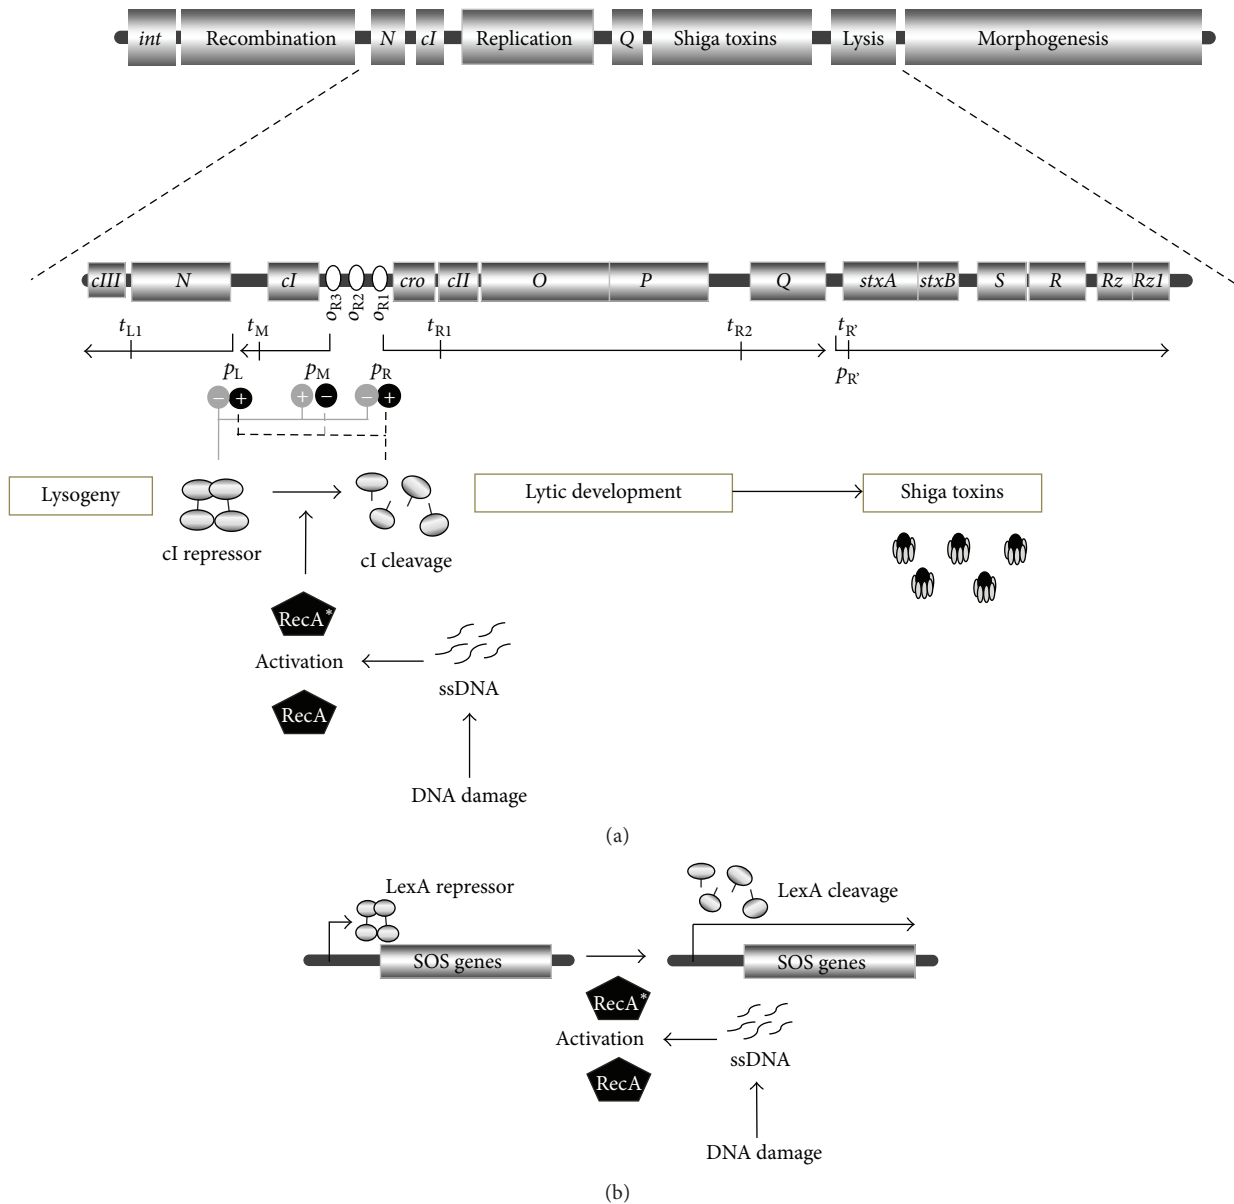 int Recombination N cI Replication Q Shiga toxins Lysis Morphogenesis
cIII N cI cro cII O P Q stxA stxB S R Rz Rz1
oR3 oR2 oR1
tL1 tM tR1 tR2 tR’
pL pM pR pR’
− + + − − +
Lysogeny Lytic development Shiga toxins
cI repressor cI cleavage
RecA*
Activation
ssDNA
RecA
DNA damage
(a)
LexA repressor LexA cleavage
SOS genes SOS genes
RecA*
Activation
ssDNA
RecA
DNA damage
(b)